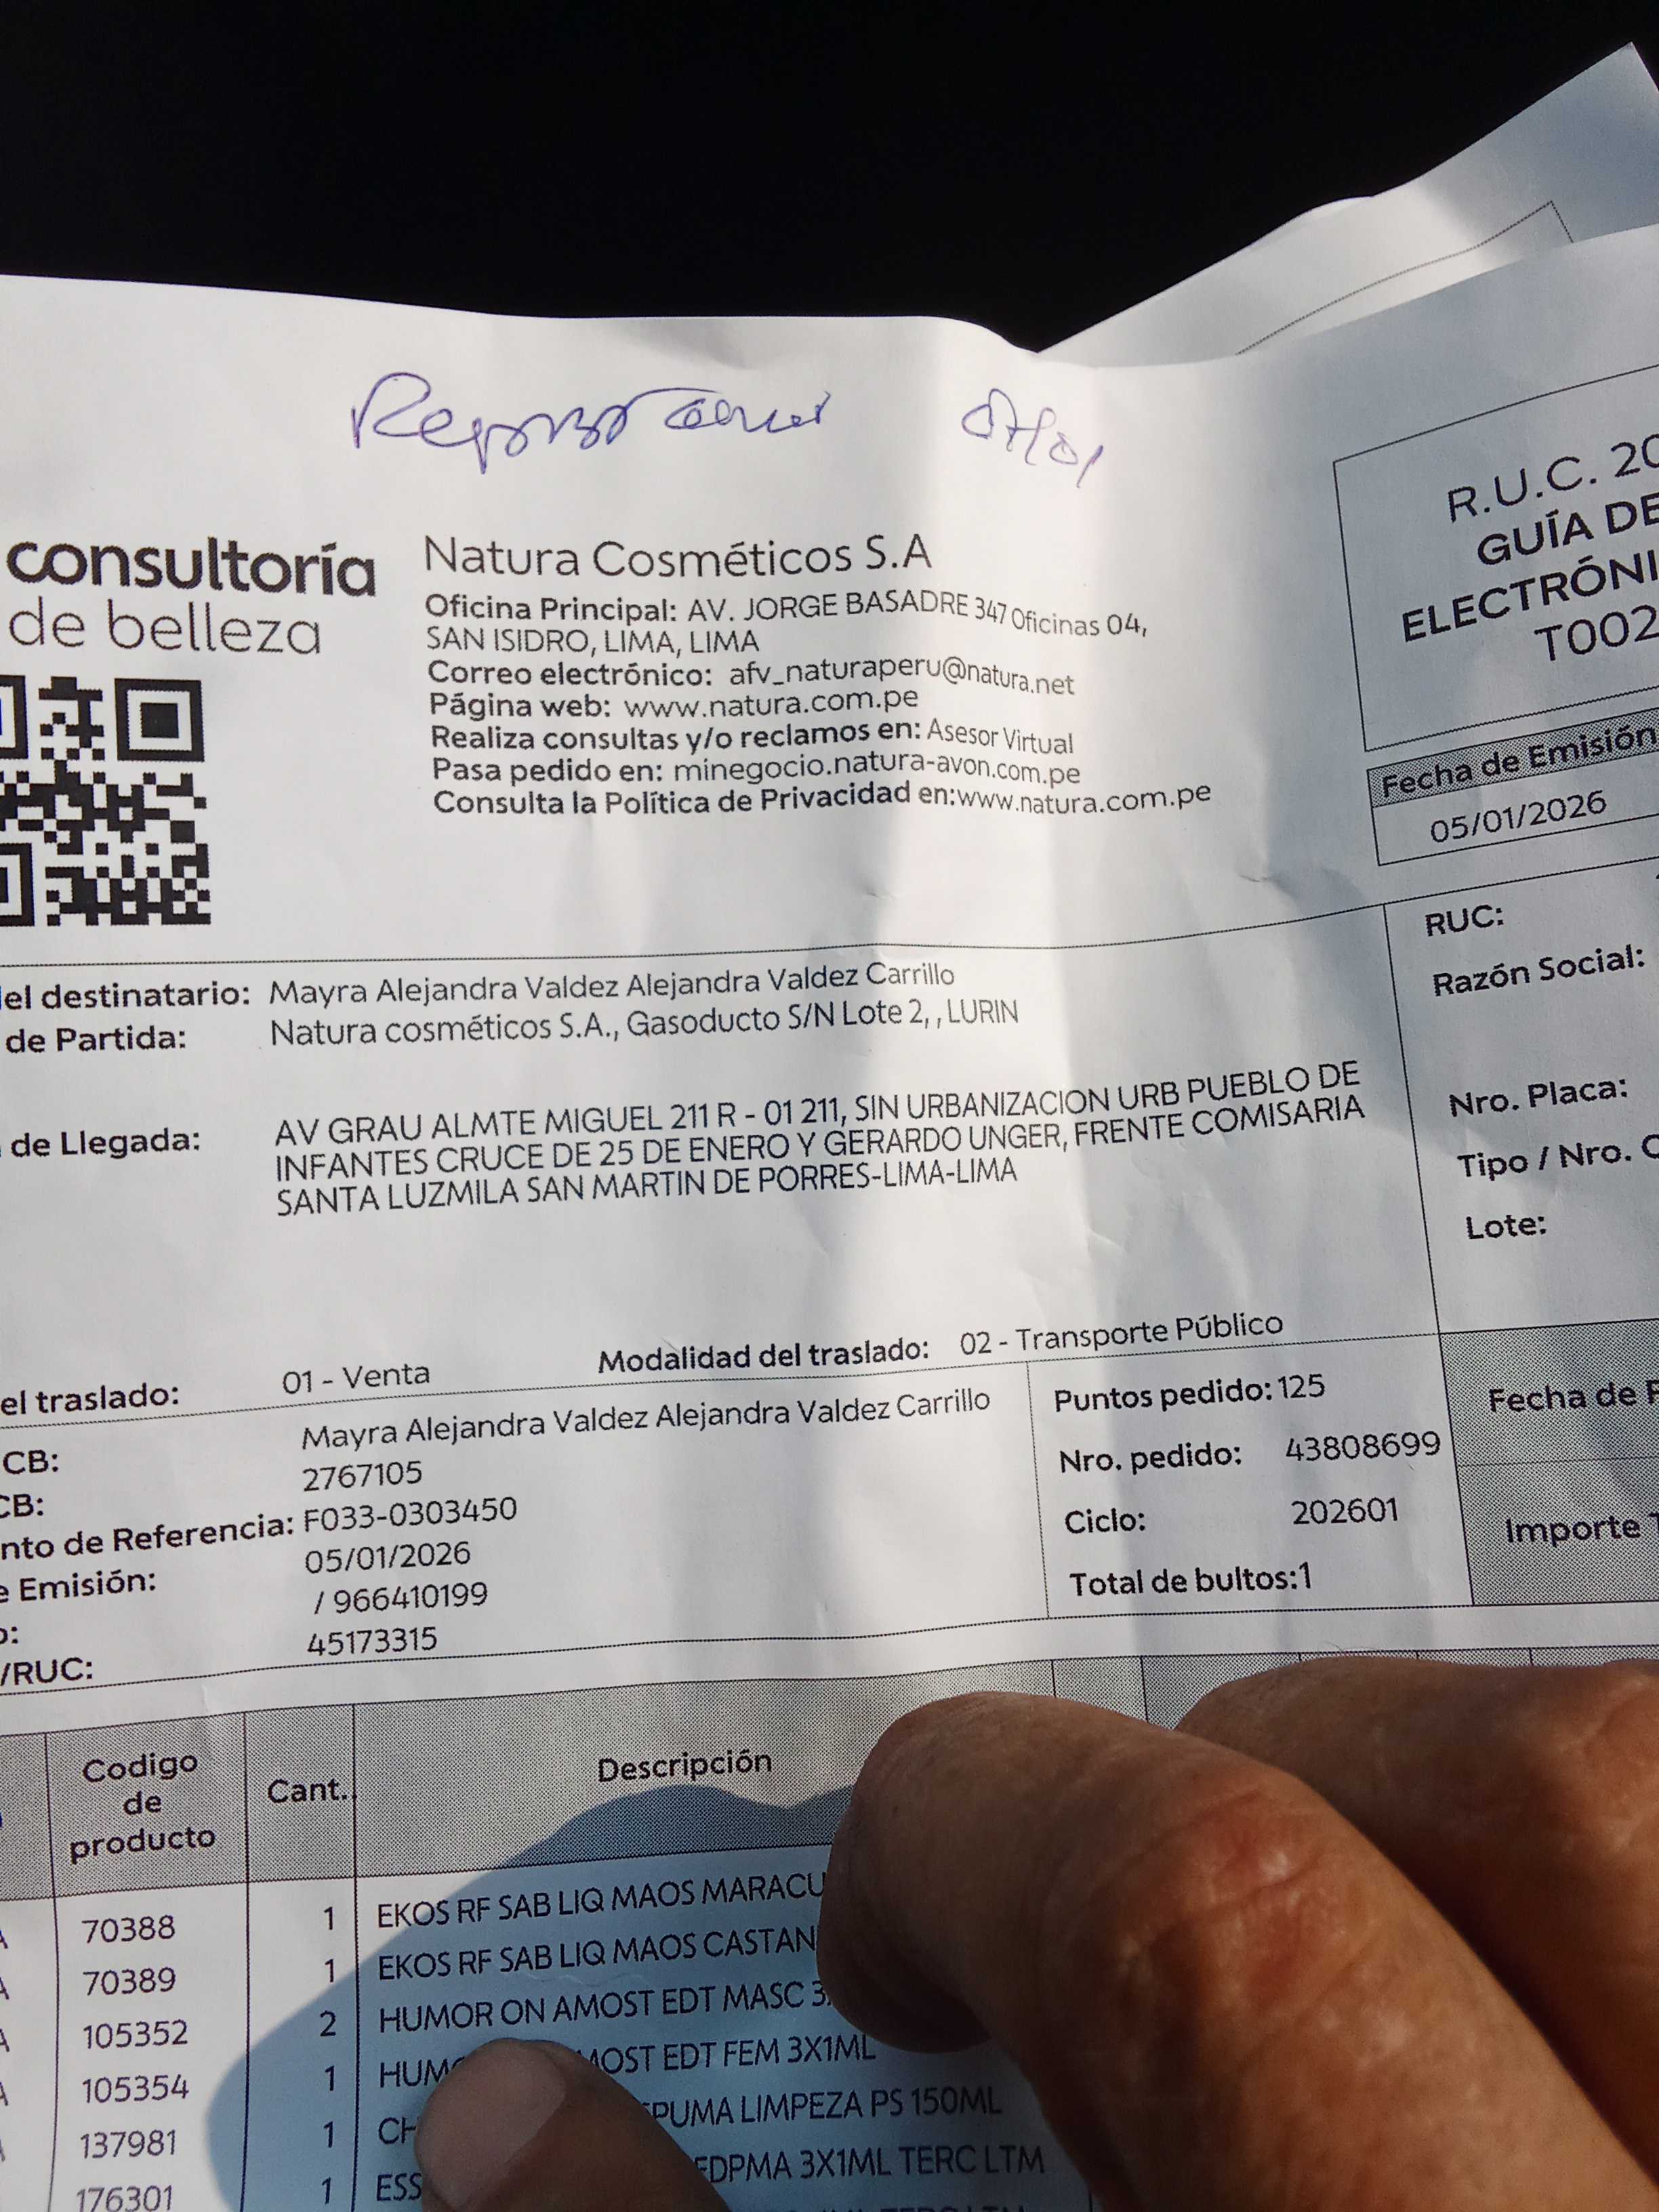 07/01
consultoría
de belleza
Natura Cosméticos S.A
Oficina Principal: AV. JORGE BASADRE 347 Oficinas 04,
SAN ISIDRO, LIMA, LIMA
Correo electrónico: afv_naturaperu@natura.net
Página web: www.natura.com.pe
Realiza consultas y/o reclamos en: Asesor Virtual
Pasa pedido en: minegocio.natura-avon.com.pe
Consulta la Política de Privacidad en:www.natura.com.pe
R.U.C. 20
GUÍA DE
ELECTRÓNI
T002
Fecha de Emisión
05/01/2026
del destinatario: Mayra Alejandra Valdez Alejandra Valdez Carrillo
de Partida: Natura cosméticos S.A., Gasoducto S/N Lote 2, , LURIN
de Llegada: AV GRAU ALMTE MIGUEL 211 R - 01 211, SIN URBANIZACION URB PUEBLO DE
INFANTES CRUCE DE 25 DE ENERO Y GERARDO UNGER, FRENTE COMISARIA
SANTA LUZMILA SAN MARTIN DE PORRES-LIMA-LIMA
RUC:
Razón Social:
Nro. Placa:
Tipo / Nro. C
Lote:
el traslado: 01 - Venta Modalidad del traslado: 02 - Transporte Público
CB: Mayra Alejandra Valdez Alejandra Valdez Carrillo
CB: 2767105
nto de Referencia: F033-0303450
e Emisión: 05/01/2026
o: / 966410199
/RUC: 45173315
Puntos pedido: 125
Nro. pedido: 43808699
Ciclo: 202601
Total de bultos:1
Fecha de
Importe
Codigo
de
producto
Cant.
Descripción
70388 1 EKOS RF SAB LIQ MAOS MARACU
70389 1 EKOS RF SAB LIQ MAOS CASTAN
105352 2 HUMOR ON AMOST EDT MASC 3
105354 1 HUM MOST EDT FEM 3X1ML
137981 1 CH PUMA LIMPEZA PS 150ML
176301 1 ESS EDPMA 3X1ML TERC LTM